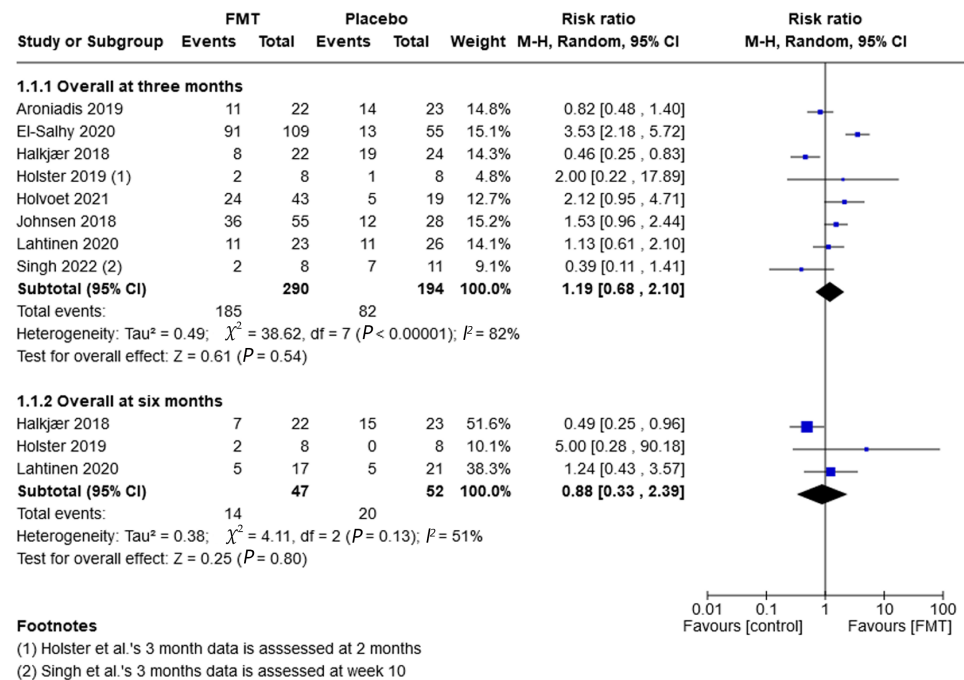 FMT Placebo Risk ratio Risk ratio
Study or Subgroup Events Total Events Total Weight M-H, Random, 95% CI M-H, Random, 95% CI
1.1.1 Overall at three months
Aroniadis 2019 11 22 14 23 14.8% 0.82 [0.48 , 1.40]
El-Salhy 2020 91 109 13 55 15.1% 3.53 [2.18 , 5.72]
Halkjær 2018 8 22 19 24 14.3% 0.46 [0.25 , 0.83]
Holster 2019 (1) 2 8 1 8 4.8% 2.00 [0.22 , 17.89]
Holvoet 2021 24 43 5 19 12.7% 2.12 [0.95 , 4.71]
Johnsen 2018 36 55 12 28 15.2% 1.53 [0.96 , 2.44]
Lahtinen 2020 11 23 11 26 14.1% 1.13 [0.61 , 2.10]
Singh 2022 (2) 2 8 7 11 9.1% 0.39 [0.11 , 1.41]
Subtotal (95% CI) 290 194 100.0% 1.19 [0.68 , 2.10]
Total events: 185 82
Heterogeneity: Tau² = 0.49; χ² = 38.62, df = 7 (P < 0.00001); I² = 82%
Test for overall effect: Z = 0.61 (P = 0.54)
1.1.2 Overall at six months
Halkjær 2018 7 22 15 23 51.6% 0.49 [0.25 , 0.96]
Holster 2019 2 8 0 8 10.1% 5.00 [0.28 , 90.18]
Lahtinen 2020 5 17 5 21 38.3% 1.24 [0.43 , 3.57]
Subtotal (95% CI) 47 52 100.0% 0.88 [0.33 , 2.39]
Total events: 14 20
Heterogeneity: Tau² = 0.38; χ² = 4.11, df = 2 (P = 0.13); I² = 51%
Test for overall effect: Z = 0.25 (P = 0.80)
0.01 0.1 1 10 100
Favours [control] Favours [FMT]
Footnotes
(1) Holster et al.'s 3 month data is asssessed at 2 months
(2) Singh et al.'s 3 months data is assessed at week 10